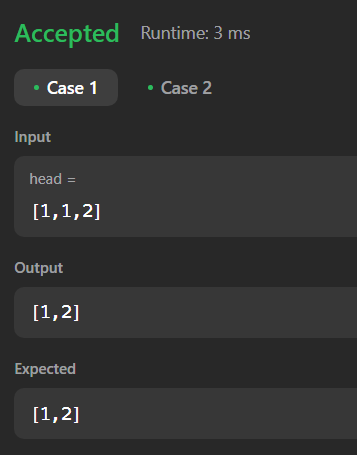 Accepted Runtime: 3 ms
• Case 1 • Case 2
Input
head =
[1,1,2]
Output
[1,2]
Expected
[1,2]